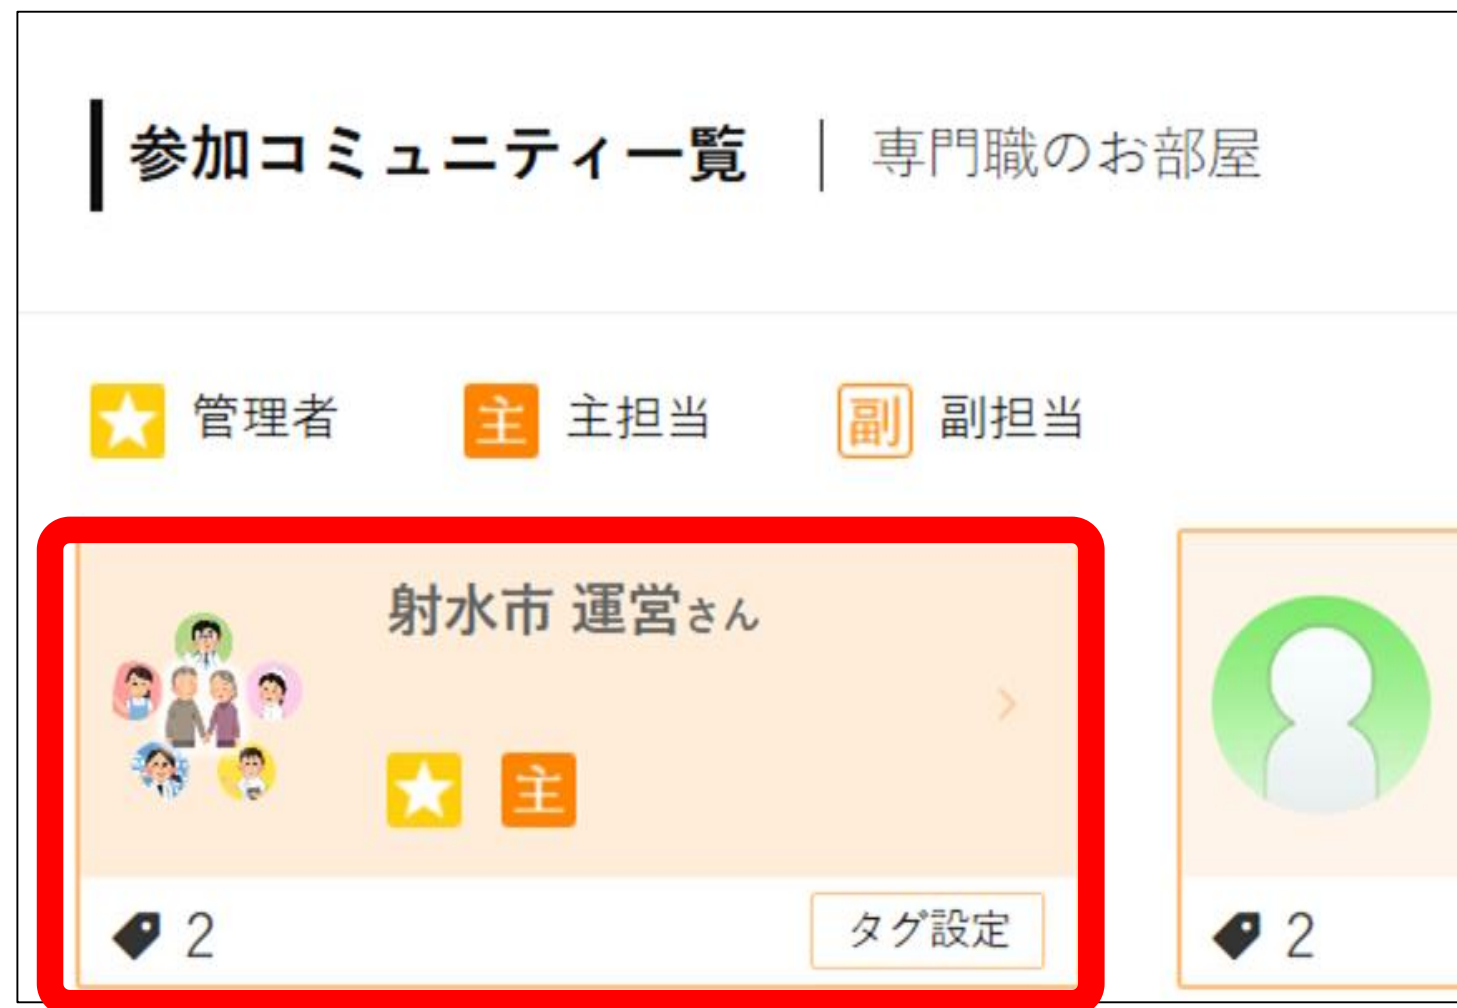 参加コミュニティ一覧 | 専門職のお部屋
管理者 主 主担当 副 副担当
射水市 運営さん
主
2 タグ設定 2